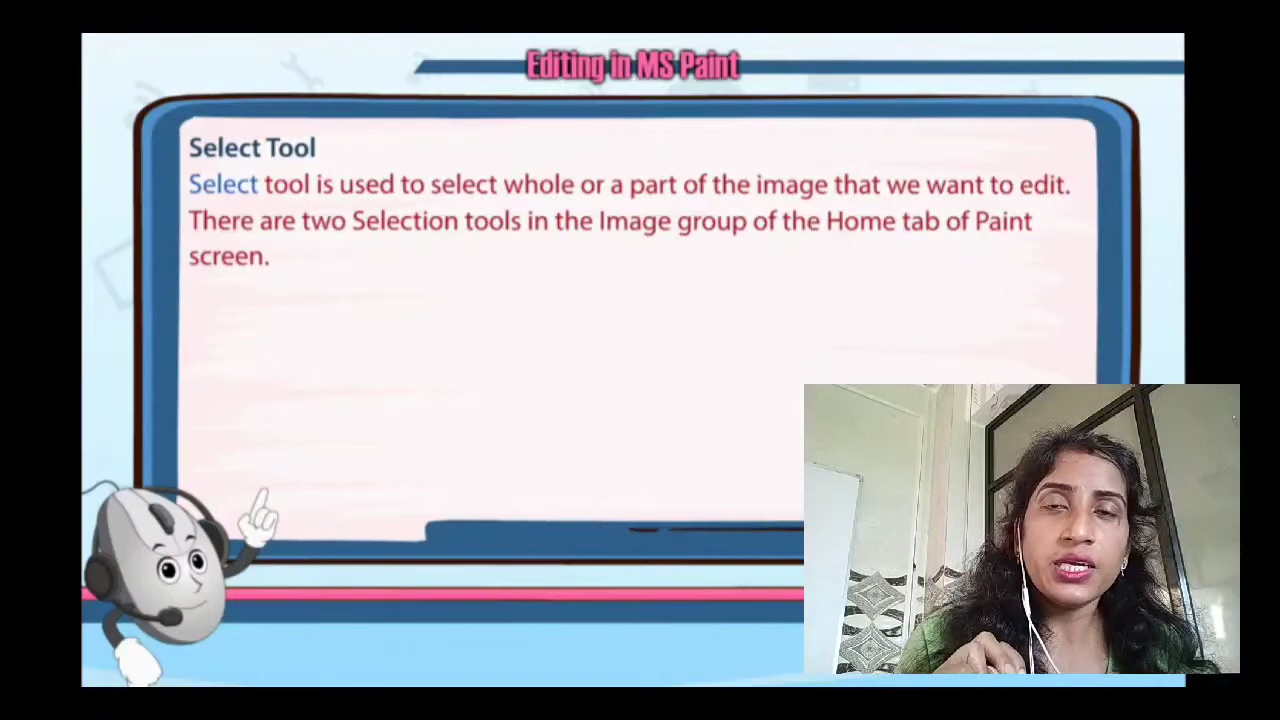 Editing in MS Paint
Select Tool
Select tool is used to select whole or a part of the image that we want to edit.
There are two Selection tools in the Image group of the Home tab of Paint
screen.